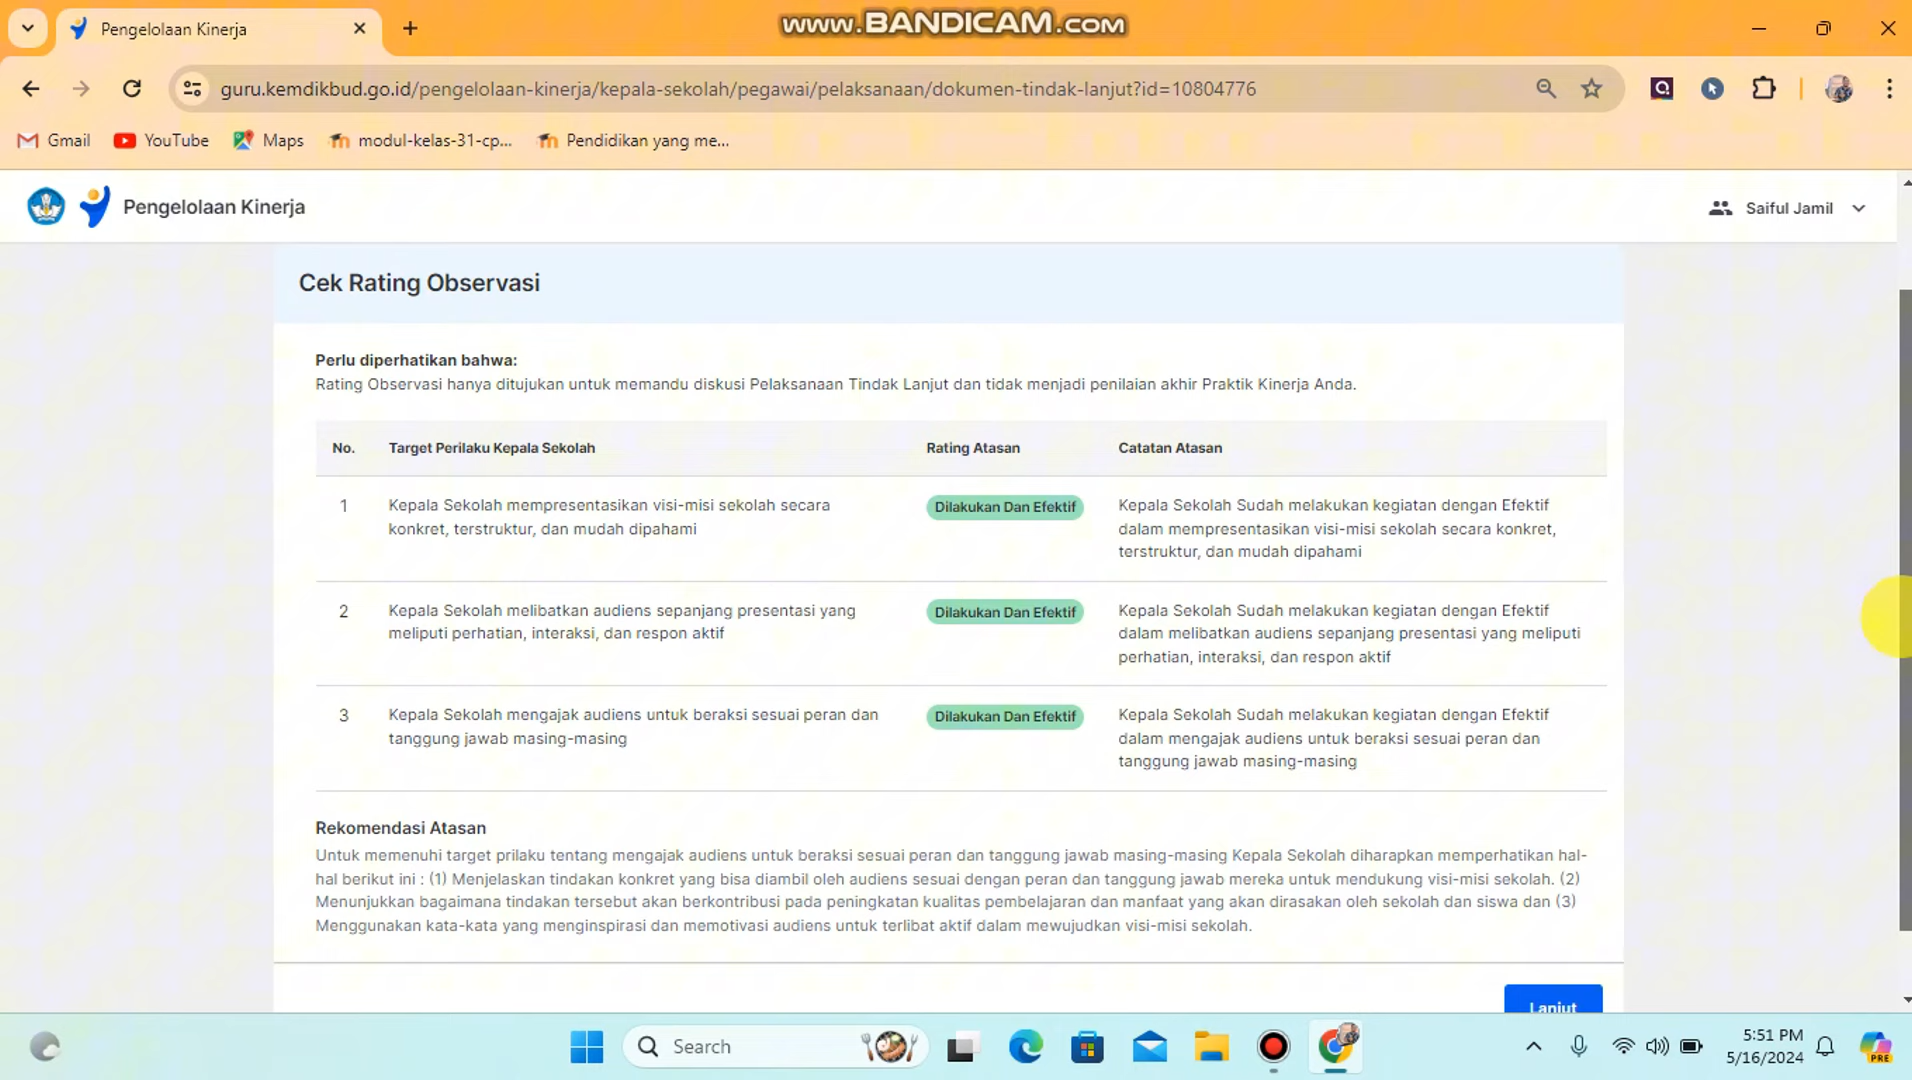 Pengelolaan Kinerja
www.BANDICAM.com
guru.kemdikbud.go.id/pengelolaan-kinerja/kepala-sekolah/pegawai/pelaksanaan/dokumen-tindak-lanjut?id=10804776
Gmail
YouTube
Maps
modul-kelas-31-cp...
Pendidikan yang me...
Pengelolaan Kinerja
Saiful Jamil
Cek Rating Observasi
Perlu diperhatikan bahwa:
Rating Observasi hanya ditujukan untuk memandu diskusi Pelaksanaan Tindak Lanjut dan tidak menjadi penilaian akhir Praktik Kinerja Anda.
No. Target Perilaku Kepala Sekolah Rating Atasan Catatan Atasan
1
Kepala Sekolah mempresentasikan visi-misi sekolah secara
konkret, terstruktur, dan mudah dipahami
Dilakukan Dan Efektif
Kepala Sekolah Sudah melakukan kegiatan dengan Efektif
dalam mempresentasikan visi-misi sekolah secara konkret,
terstruktur, dan mudah dipahami
2
Kepala Sekolah melibatkan audiens sepanjang presentasi yang
meliputi perhatian, interaksi, dan respon aktif
Dilakukan Dan Efektif
Kepala Sekolah Sudah melakukan kegiatan dengan Efektif
dalam melibatkan audiens sepanjang presentasi yang meliputi
perhatian, interaksi, dan respon aktif
3
Kepala Sekolah mengajak audiens untuk beraksi sesuai peran dan
tanggung jawab masing-masing
Dilakukan Dan Efektif
Kepala Sekolah Sudah melakukan kegiatan dengan Efektif
dalam mengajak audiens untuk beraksi sesuai peran dan
tanggung jawab masing-masing
Rekomendasi Atasan
Untuk memenuhi target prilaku tentang mengajak audiens untuk beraksi sesuai peran dan tanggung jawab masing-masing Kepala Sekolah diharapkan memperhatikan hal-
hal berikut ini : (1) Menjelaskan tindakan konkret yang bisa diambil oleh audiens sesuai dengan peran dan tanggung jawab mereka untuk mendukung visi-misi sekolah. (2)
Menunjukkan bagaimana tindakan tersebut akan berkontribusi pada peningkatan kualitas pembelajaran dan manfaat yang akan dirasakan oleh sekolah dan siswa dan (3)
Menggunakan kata-kata yang menginspirasi dan memotivasi audiens untuk terlibat aktif dalam mewujudkan visi-misi sekolah.
Lanjut
Search
5:51 PM
5/16/2024
PRE